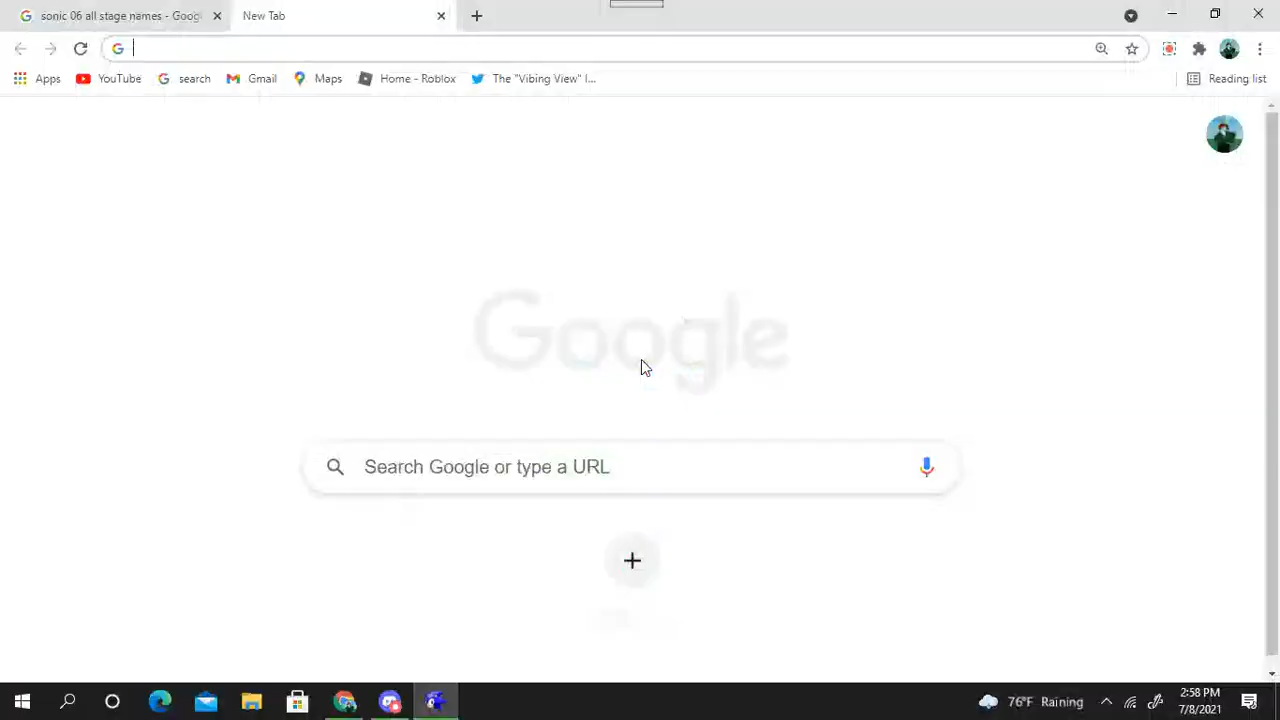 sonic 06 all stage names - Goog
New Tab
Apps YouTube search Gmail Maps Home - Roblox The "Vibing View" I... Reading list
Google
Search Google or type a URL
76°F Raining
2:58 PM
7/8/2021